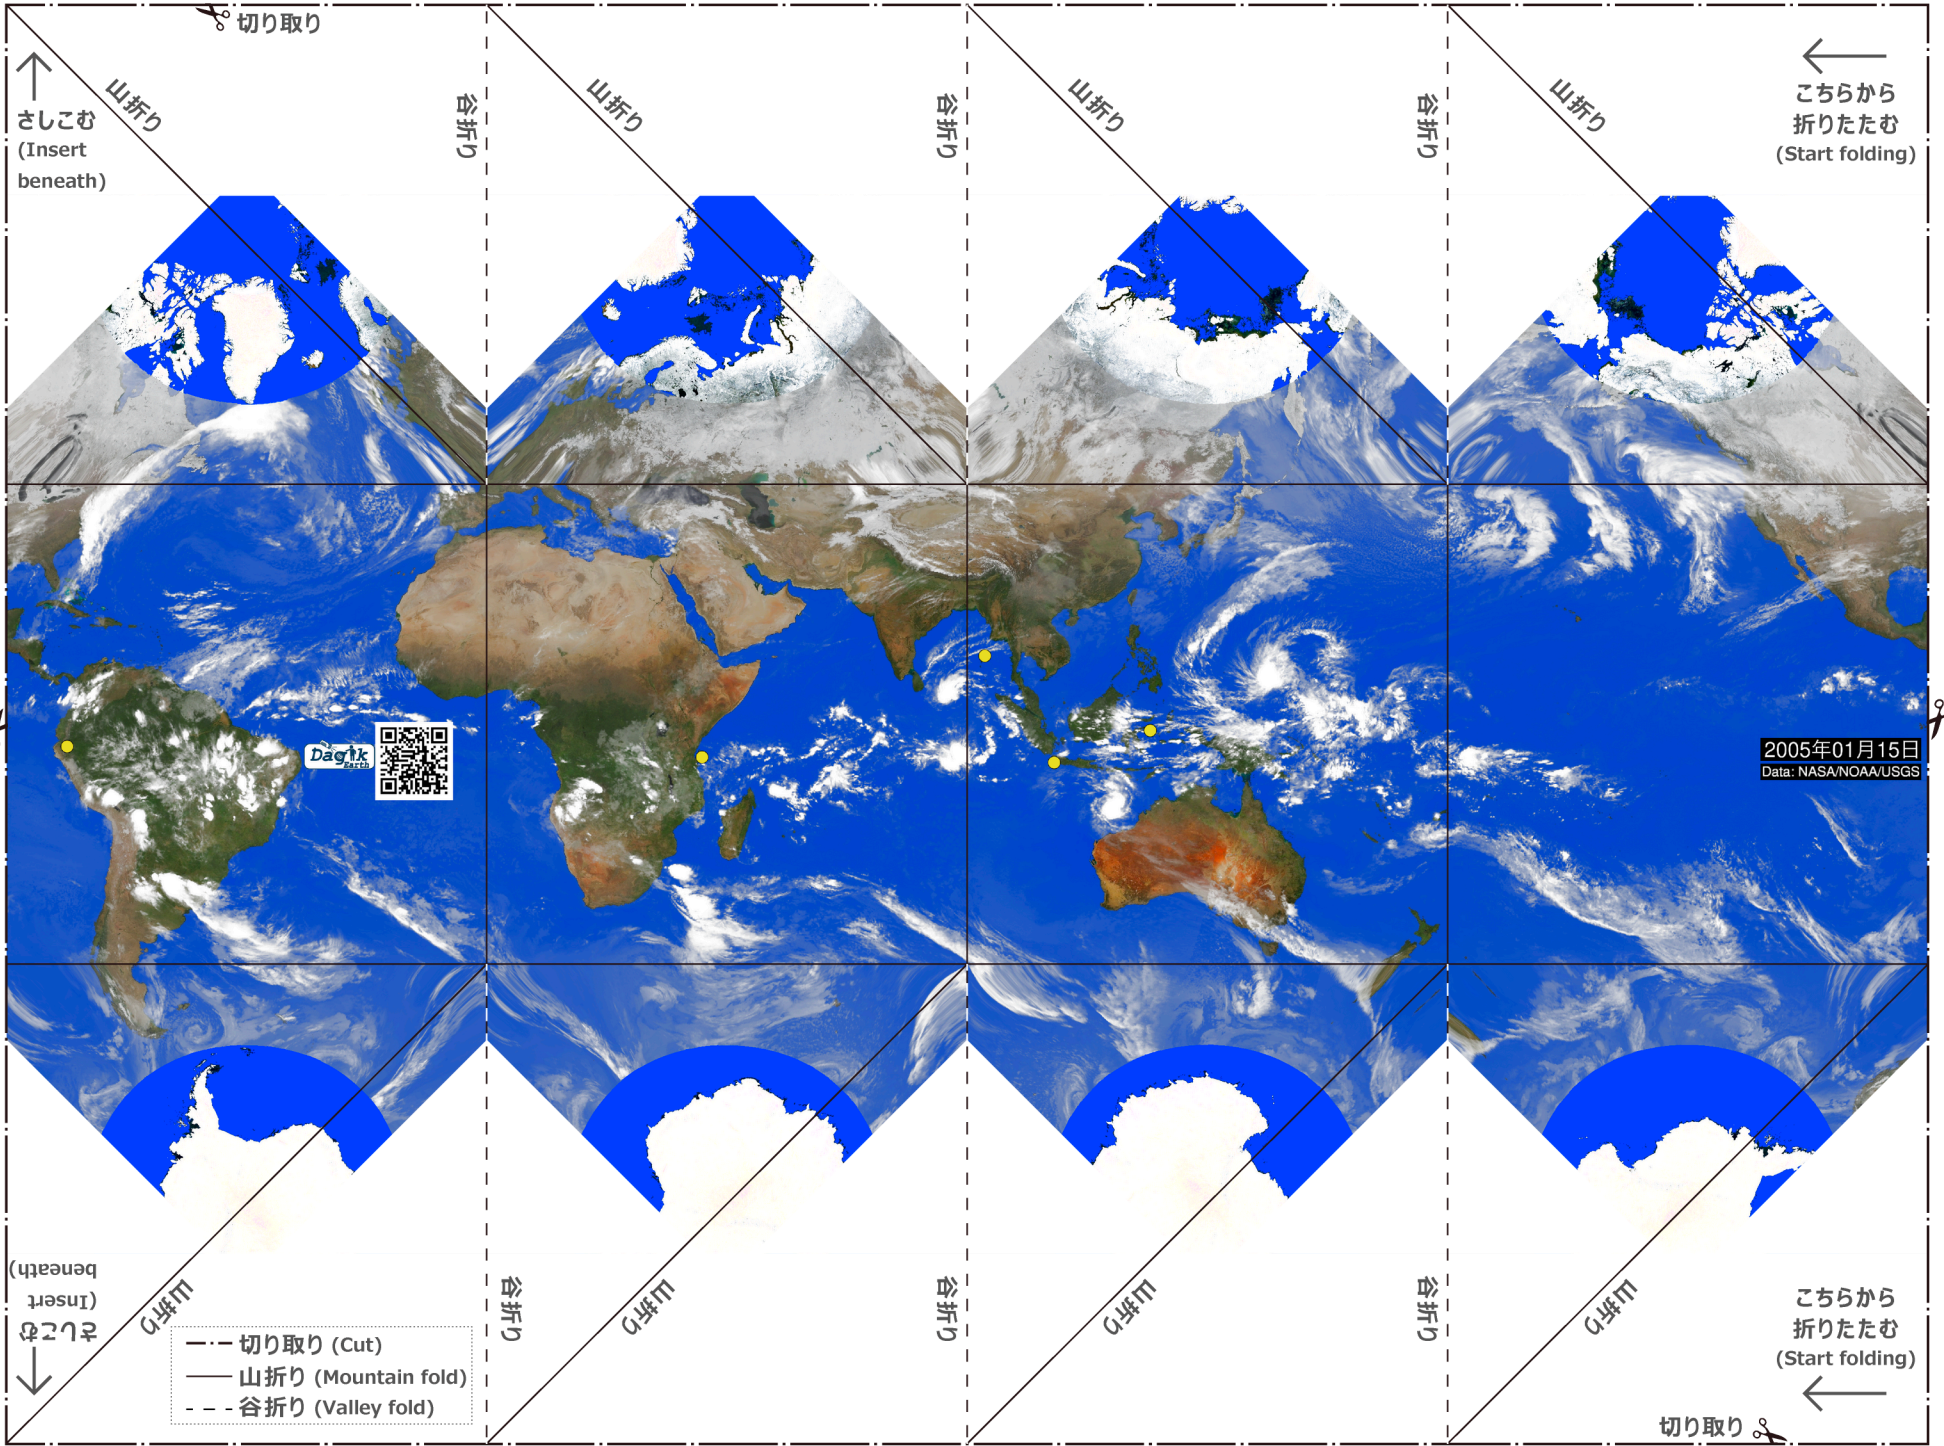 切り取り
山折り
谷折り
山折り
谷折り
山折り
谷折り
山折り
さしこむ
(Insert
beneath)
こちらから
折りたたむ
(Start folding)
Dagik
Earth
2005年01月15日
Data: NASA/NOAA/USGS
さしこむ
(Insert
beneath)
山折り
谷折り
山折り
谷折り
山折り
谷折り
山折り
こちらから
折りたたむ
(Start folding)
切り取り (Cut)
山折り (Mountain fold)
谷折り (Valley fold)
切り取り